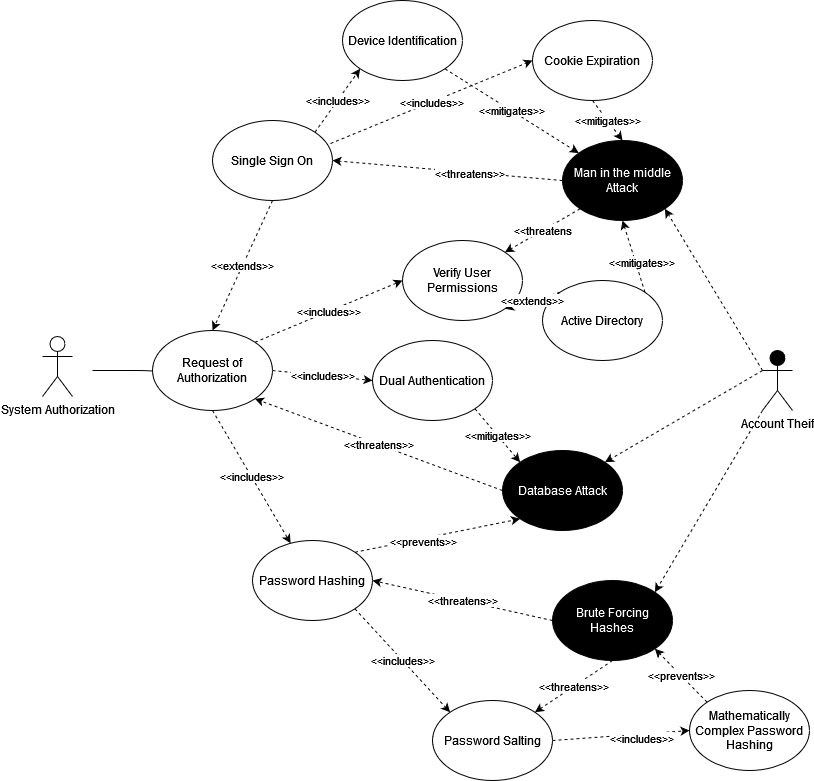 Device Identification
Cookie Expiration
<<includes>>
<<includes>>
<<mitigates>>
<<mitigates>>
Single Sign On
<<threatens>>
Man in the middle
Attack
<<threatens
<<extends>>
<<mitigates>>
Verify User
Permissions
<<extends>>
<<includes>>
Active Directory
Request of
Authorization
<<includes>>
Dual Authentication
System Authorization
Account Theif
<<threatens>>
<<mitigates>>
<<includes>>
Database Attack
<<prevents>>
Password Hashing
<<threatens>>
Brute Forcing
Hashes
<<includes>>
<<prevents>>
<<threatens>>
Mathematically
Complex Password
Hashing
Password Salting
<<includes>>